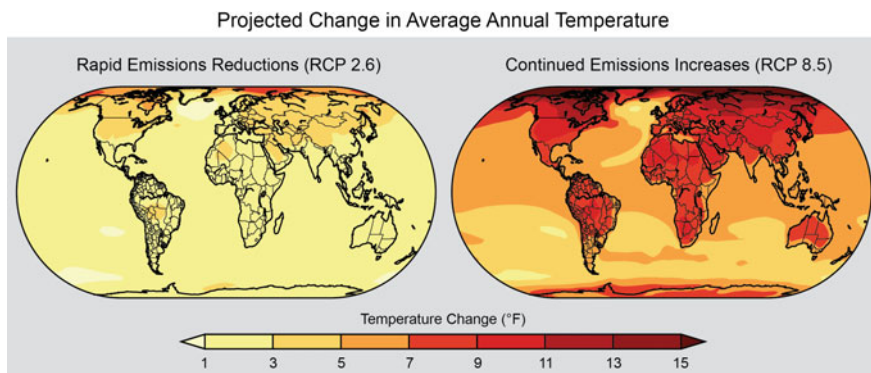 Projected Change in Average Annual Temperature
Rapid Emissions Reductions (RCP 2.6)
Continued Emissions Increases (RCP 8.5)
Temperature Change (°F)
1 3 5 7 9 11 13 15